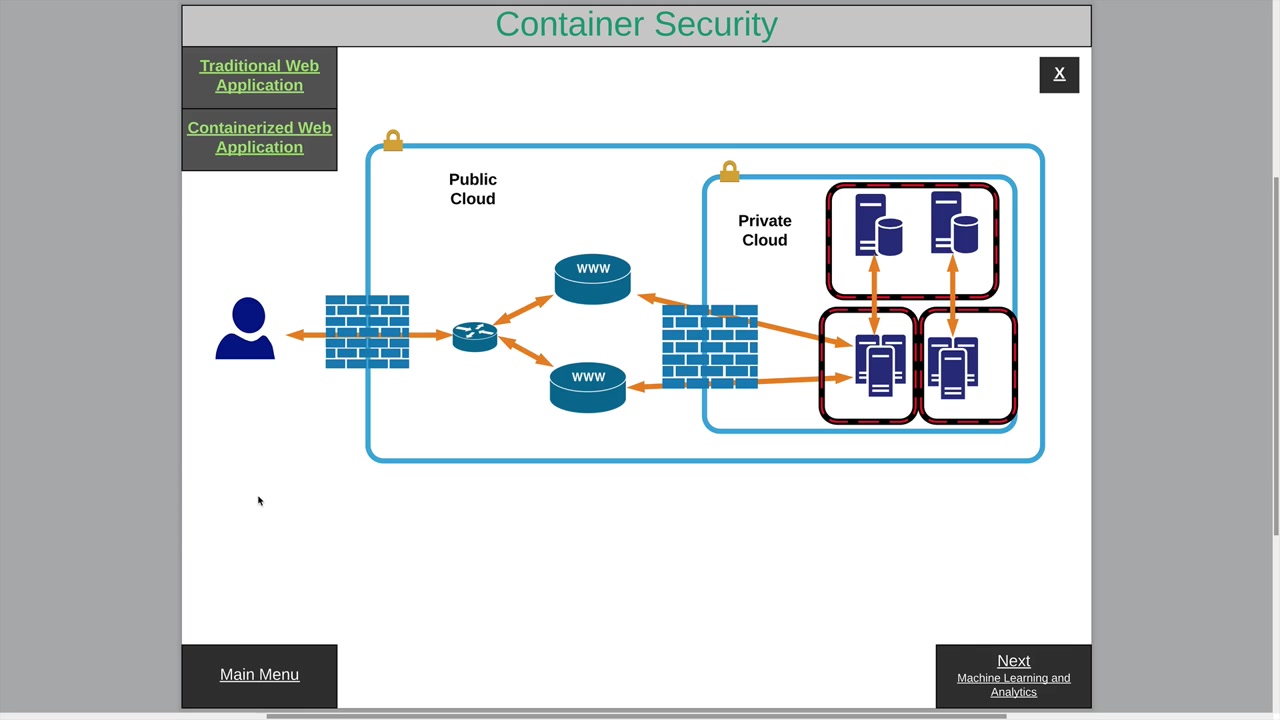 Container Security
Traditional Web
Application
Containerized Web
Application
X
Public
Cloud
Private
Cloud
WWW
WWW
Main Menu
Next
Machine Learning and
Analytics